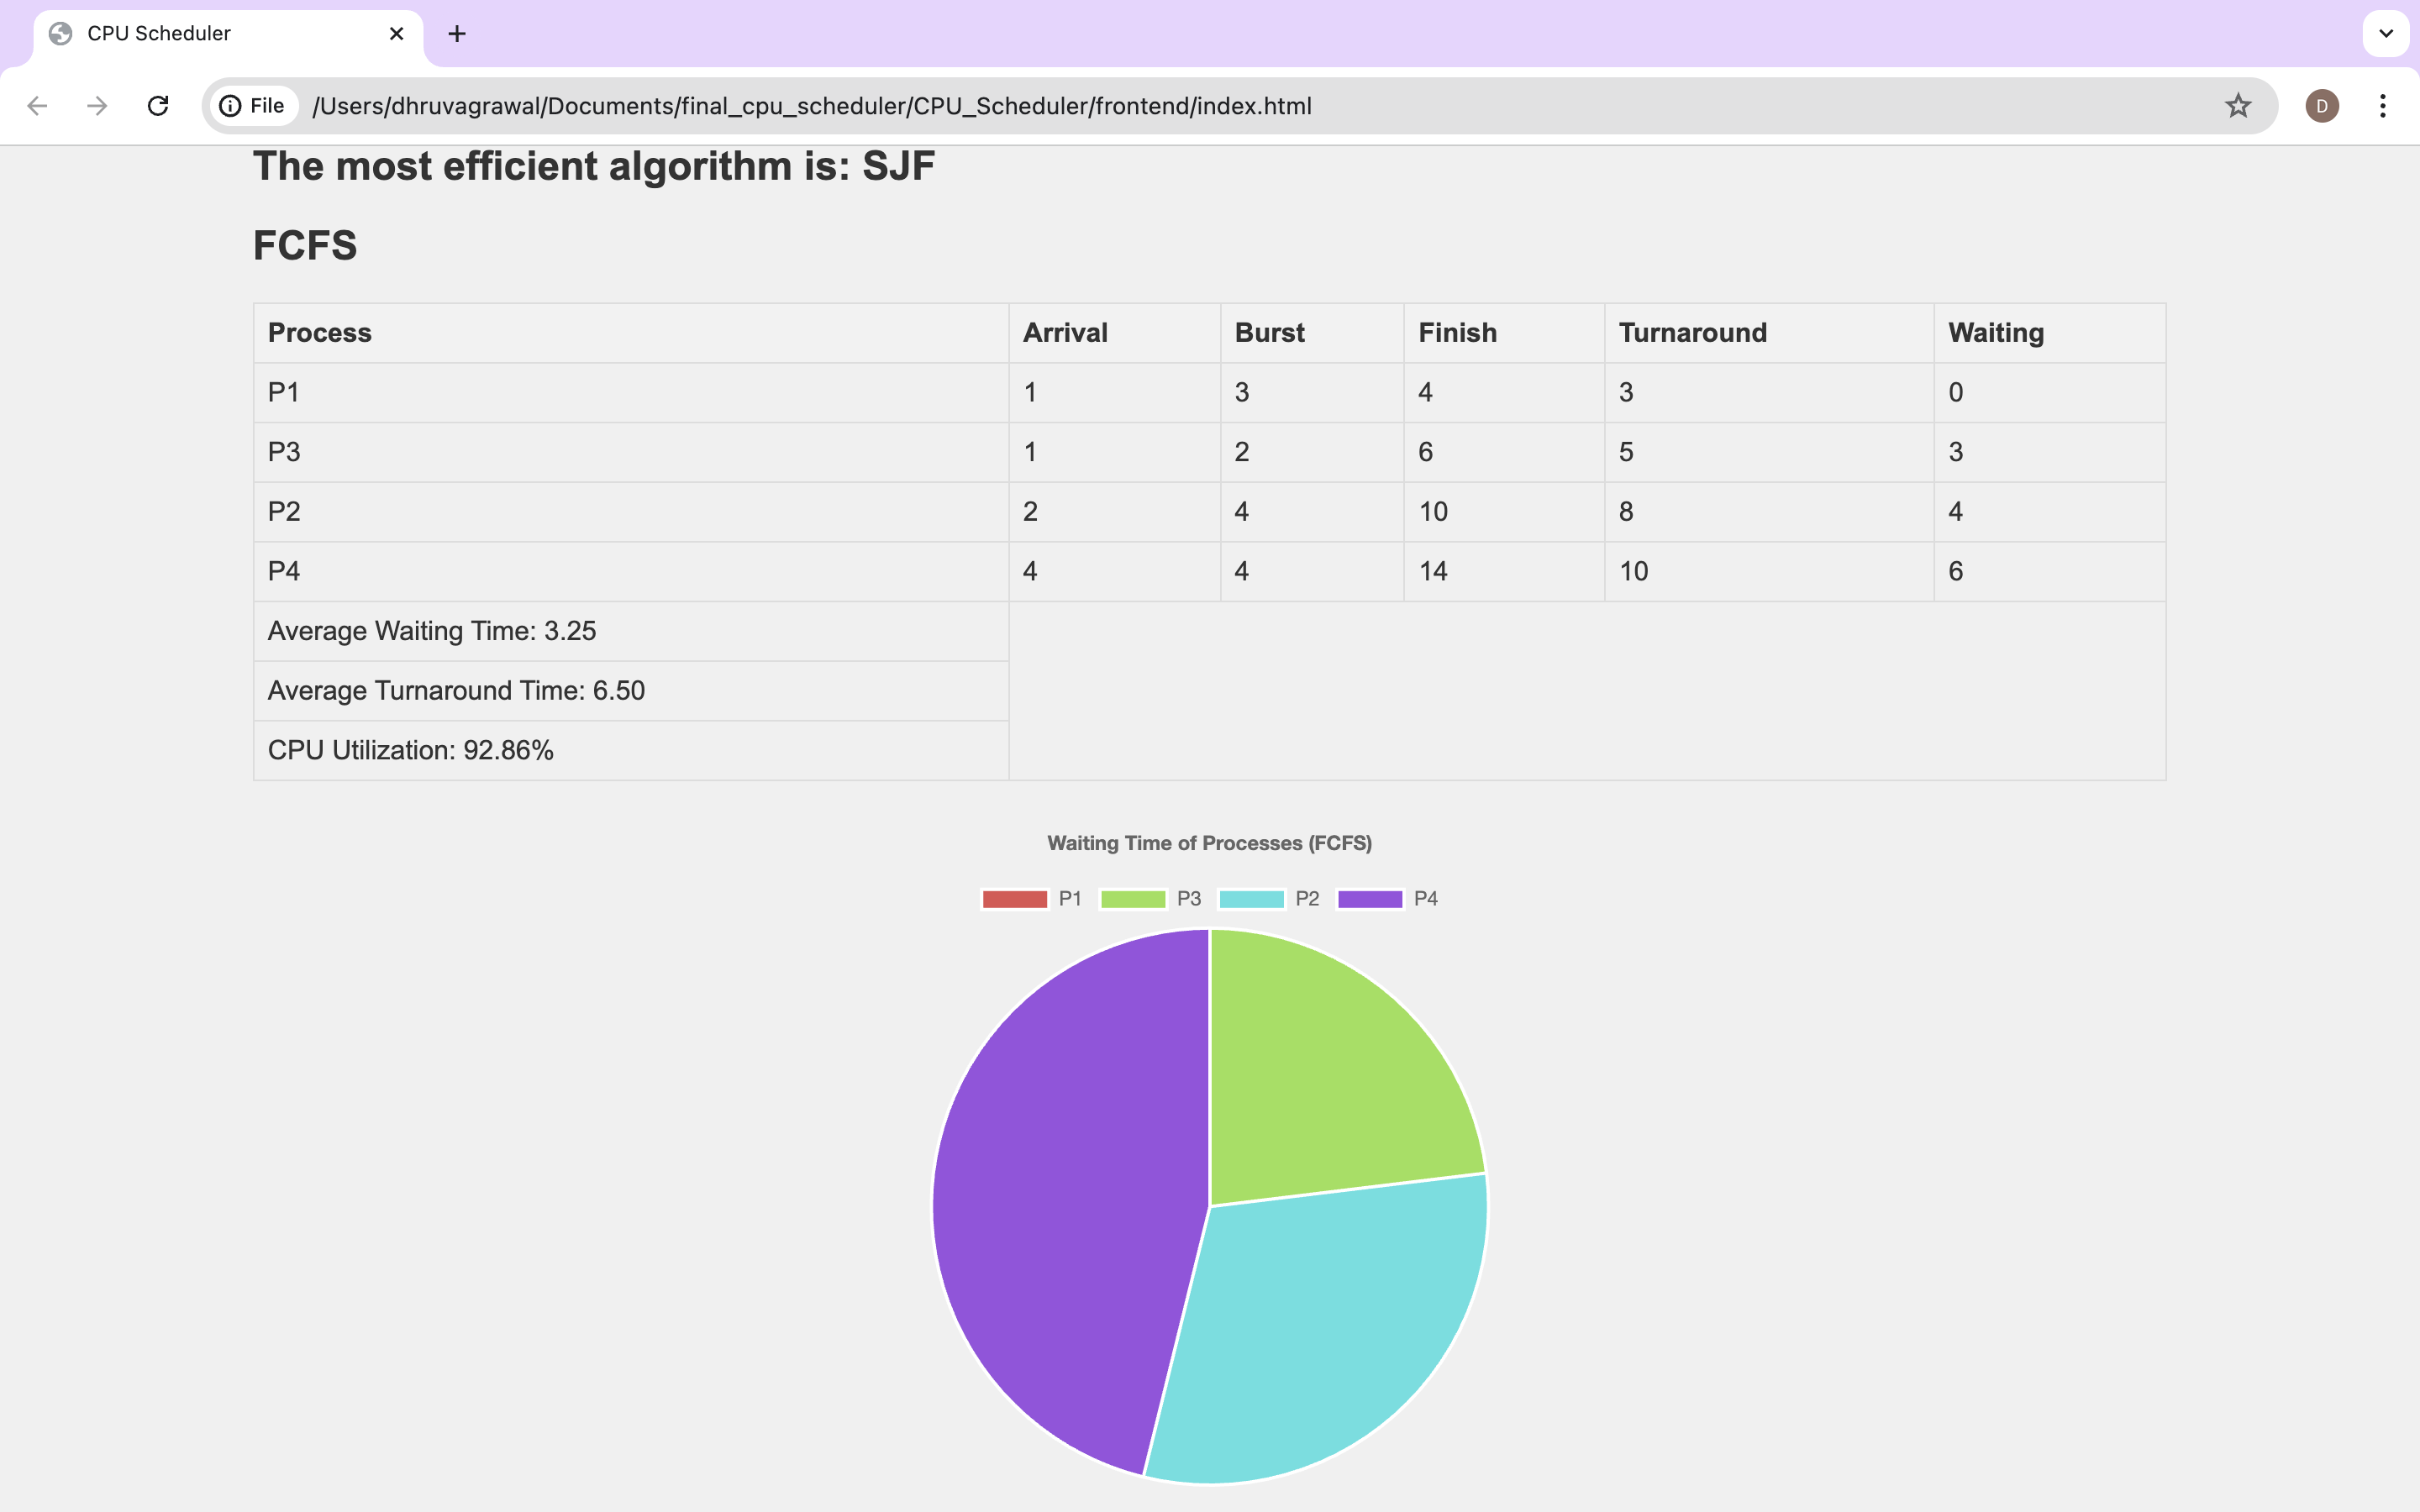 CPU Scheduler
File /Users/dhruvagrawal/Documents/final_cpu_scheduler/CPU_Scheduler/frontend/index.html D
The most efficient algorithm is: SJF
FCFS
Process Arrival Burst Finish Turnaround Waiting
P1 1 3 4 3 0
P3 1 2 6 5 3
P2 2 4 10 8 4
P4 4 4 14 10 6
Average Waiting Time: 3.25
Average Turnaround Time: 6.50
CPU Utilization: 92.86%
Waiting Time of Processes (FCFS)
P1 P3 P2 P4